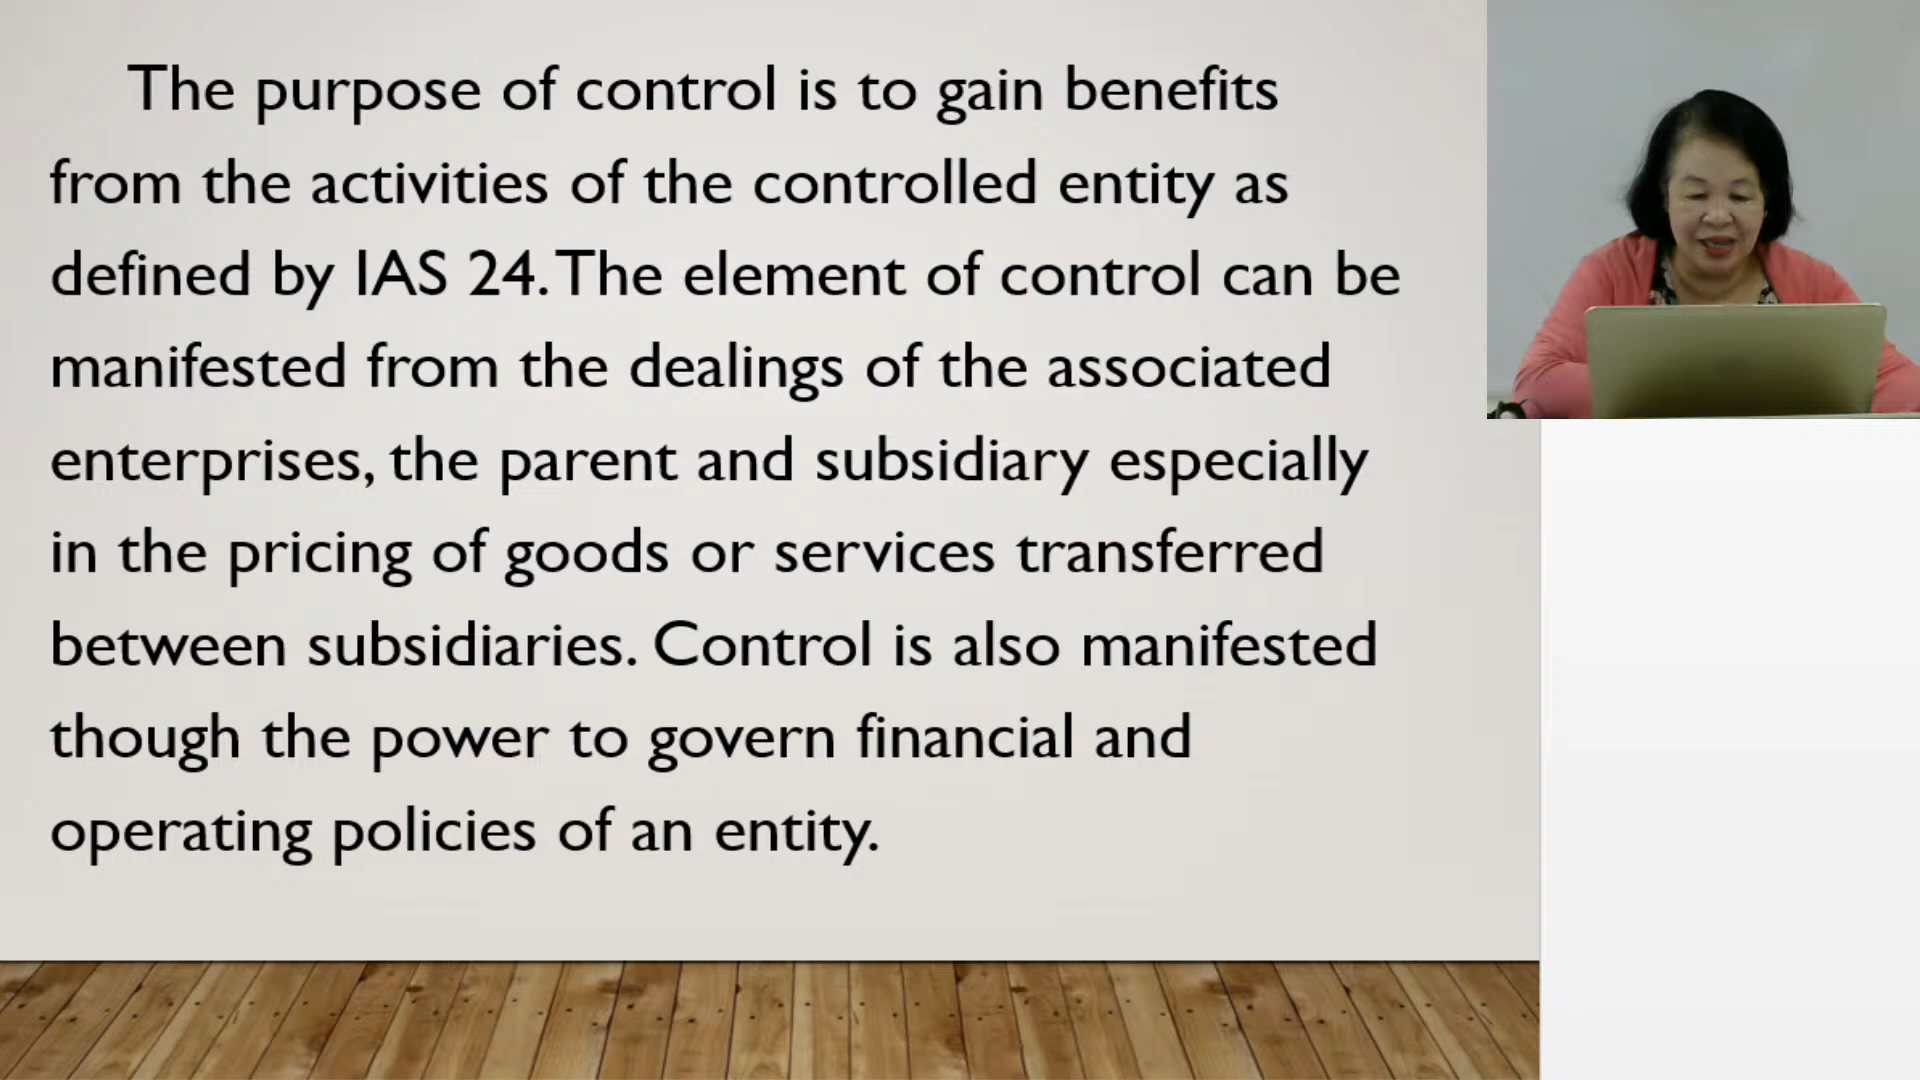 The purpose of control is to gain benefits
from the activities of the controlled entity as
defined by IAS 24. The element of control can be
manifested from the dealings of the associated
enterprises, the parent and subsidiary especially
in the pricing of goods or services transferred
between subsidiaries. Control is also manifested
though the power to govern financial and
operating policies of an entity.